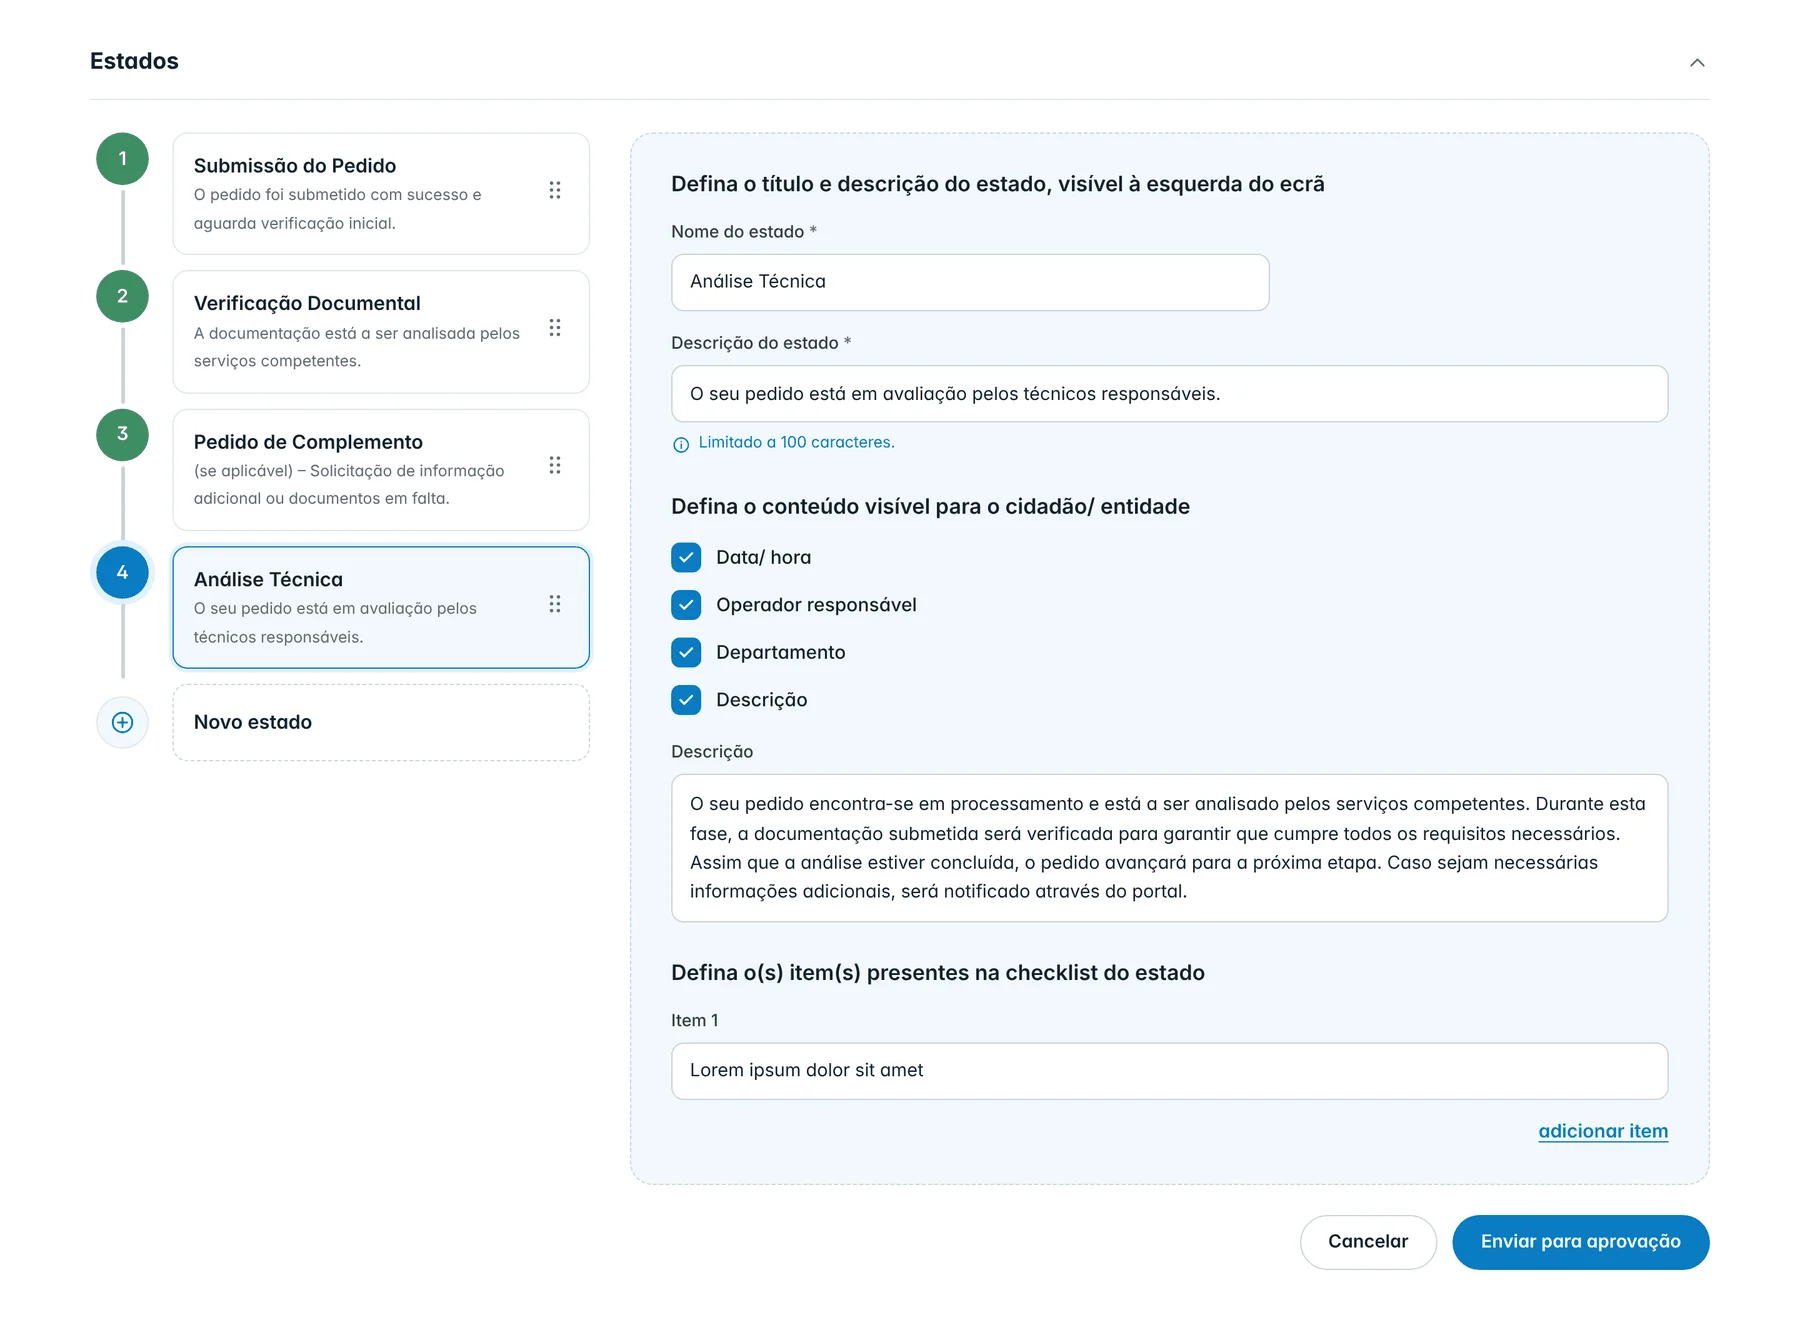 Estados
1
Submissão do Pedido
O pedido foi submetido com sucesso e
aguarda verificação inicial.
2
Verificação Documental
A documentação está a ser analisada pelos
serviços competentes.
3
Pedido de Complemento
(se aplicável) – Solicitação de informação
adicional ou documentos em falta.
4
Análise Técnica
O seu pedido está em avaliação pelos
técnicos responsáveis.
Novo estado
Defina o título e descrição do estado, visível à esquerda do ecrã
Nome do estado *
Análise Técnica
Descrição do estado *
O seu pedido está em avaliação pelos técnicos responsáveis.
Limitado a 100 caracteres.
Defina o conteúdo visível para o cidadão/ entidade
Data/ hora
Operador responsável
Departamento
Descrição
Descrição
O seu pedido encontra-se em processamento e está a ser analisado pelos serviços competentes. Durante esta
fase, a documentação submetida será verificada para garantir que cumpre todos os requisitos necessários.
Assim que a análise estiver concluída, o pedido avançará para a próxima etapa. Caso sejam necessárias
informações adicionais, será notificado através do portal.
Defina o(s) item(s) presentes na checklist do estado
Item 1
Lorem ipsum dolor sit amet
adicionar item
Cancelar
Enviar para aprovação